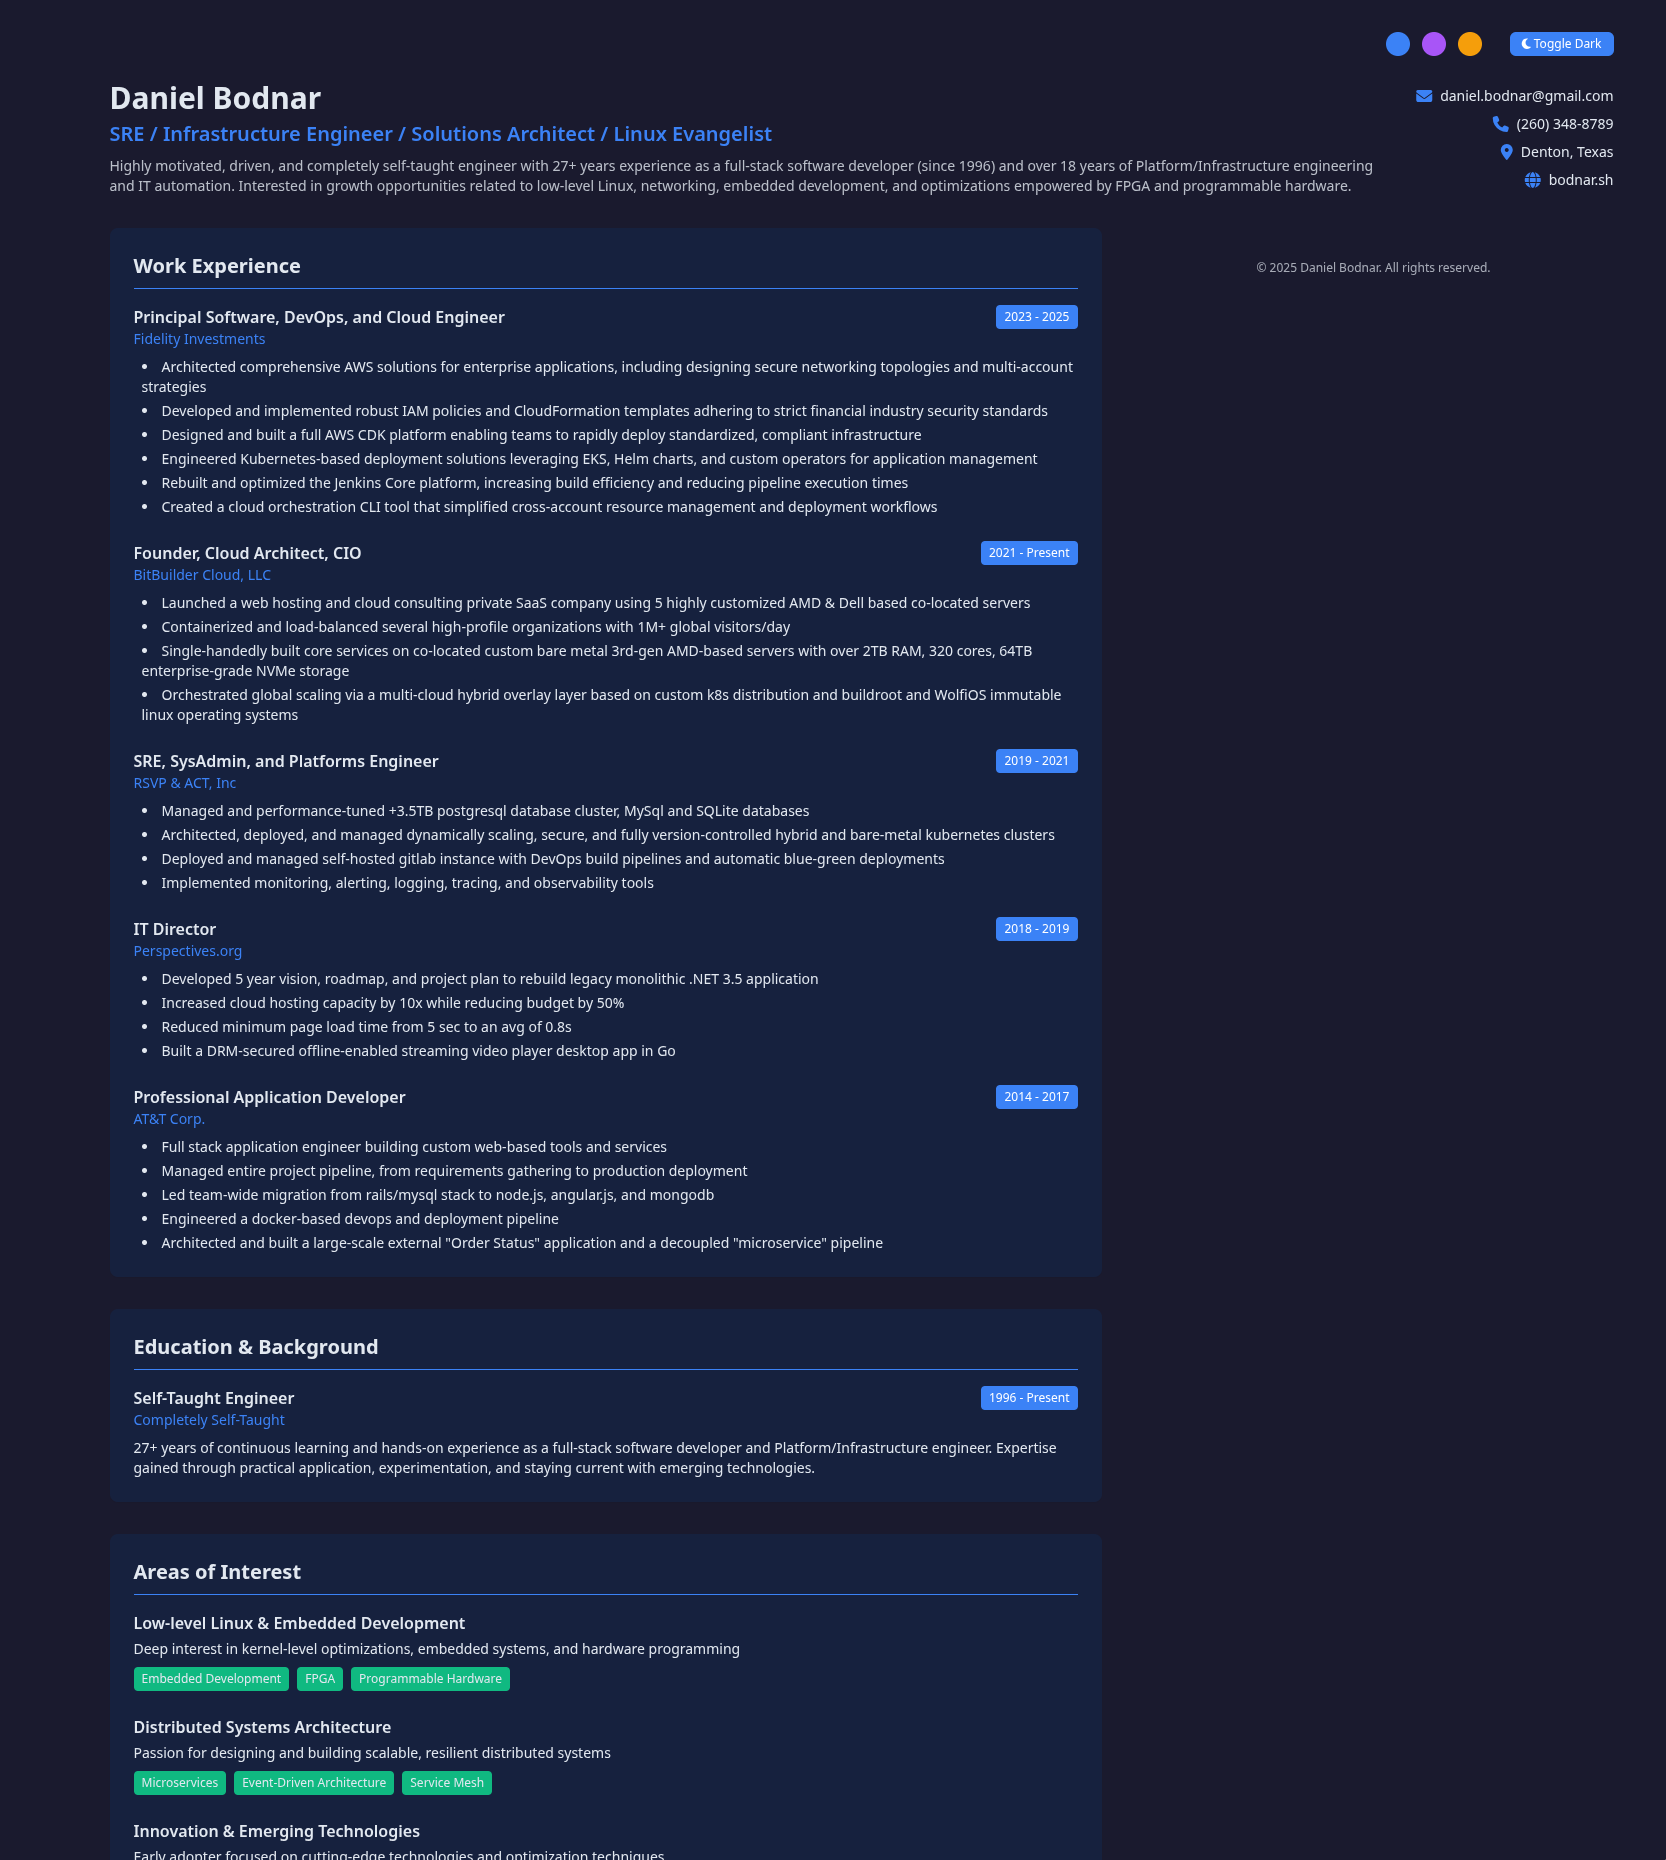 Toggle Dark
Daniel Bodnar
SRE / Infrastructure Engineer / Solutions Architect / Linux Evangelist
Highly motivated, driven, and completely self-taught engineer with 27+ years experience as a full-stack software developer (since 1996) and over 18 years of Platform/Infrastructure engineering
and IT automation. Interested in growth opportunities related to low-level Linux, networking, embedded development, and optimizations empowered by FPGA and programmable hardware.
daniel.bodnar@gmail.com
(260) 348-8789
Denton, Texas
bodnar.sh
Work Experience
Principal Software, DevOps, and Cloud Engineer
2023 - 2025
Fidelity Investments
• Architected comprehensive AWS solutions for enterprise applications, including designing secure networking topologies and multi-account
strategies
• Developed and implemented robust IAM policies and CloudFormation templates adhering to strict financial industry security standards
• Designed and built a full AWS CDK platform enabling teams to rapidly deploy standardized, compliant infrastructure
• Engineered Kubernetes-based deployment solutions leveraging EKS, Helm charts, and custom operators for application management
• Rebuilt and optimized the Jenkins Core platform, increasing build efficiency and reducing pipeline execution times
• Created a cloud orchestration CLI tool that simplified cross-account resource management and deployment workflows
Founder, Cloud Architect, CIO
2021 - Present
BitBuilder Cloud, LLC
• Launched a web hosting and cloud consulting private SaaS company using 5 highly customized AMD & Dell based co-located servers
• Containerized and load-balanced several high-profile organizations with 1M+ global visitors/day
• Single-handedly built core services on co-located custom bare metal 3rd-gen AMD-based servers with over 2TB RAM, 320 cores, 64TB
enterprise-grade NVMe storage
• Orchestrated global scaling via a multi-cloud hybrid overlay layer based on custom k8s distribution and buildroot and WolfiOS immutable
linux operating systems
SRE, SysAdmin, and Platforms Engineer
2019 - 2021
RSVP & ACT, Inc
• Managed and performance-tuned +3.5TB postgresql database cluster, MySql and SQLite databases
• Architected, deployed, and managed dynamically scaling, secure, and fully version-controlled hybrid and bare-metal kubernetes clusters
• Deployed and managed self-hosted gitlab instance with DevOps build pipelines and automatic blue-green deployments
• Implemented monitoring, alerting, logging, tracing, and observability tools
IT Director
2018 - 2019
Perspectives.org
• Developed 5 year vision, roadmap, and project plan to rebuild legacy monolithic .NET 3.5 application
• Increased cloud hosting capacity by 10x while reducing budget by 50%
• Reduced minimum page load time from 5 sec to an avg of 0.8s
• Built a DRM-secured offline-enabled streaming video player desktop app in Go
Professional Application Developer
2014 - 2017
AT&T Corp.
• Full stack application engineer building custom web-based tools and services
• Managed entire project pipeline, from requirements gathering to production deployment
• Led team-wide migration from rails/mysql stack to node.js, angular.js, and mongodb
• Engineered a docker-based devops and deployment pipeline
• Architected and built a large-scale external "Order Status" application and a decoupled "microservice" pipeline
Education & Background
Self-Taught Engineer
1996 - Present
Completely Self-Taught
27+ years of continuous learning and hands-on experience as a full-stack software developer and Platform/Infrastructure engineer. Expertise
gained through practical application, experimentation, and staying current with emerging technologies.
Areas of Interest
Low-level Linux & Embedded Development
Deep interest in kernel-level optimizations, embedded systems, and hardware programming
Embedded Development FPGA Programmable Hardware
Distributed Systems Architecture
Passion for designing and building scalable, resilient distributed systems
Microservices Event-Driven Architecture Service Mesh
Innovation & Emerging Technologies
Early adopter focused on cutting-edge technologies and optimization techniques
© 2025 Daniel Bodnar. All rights reserved.